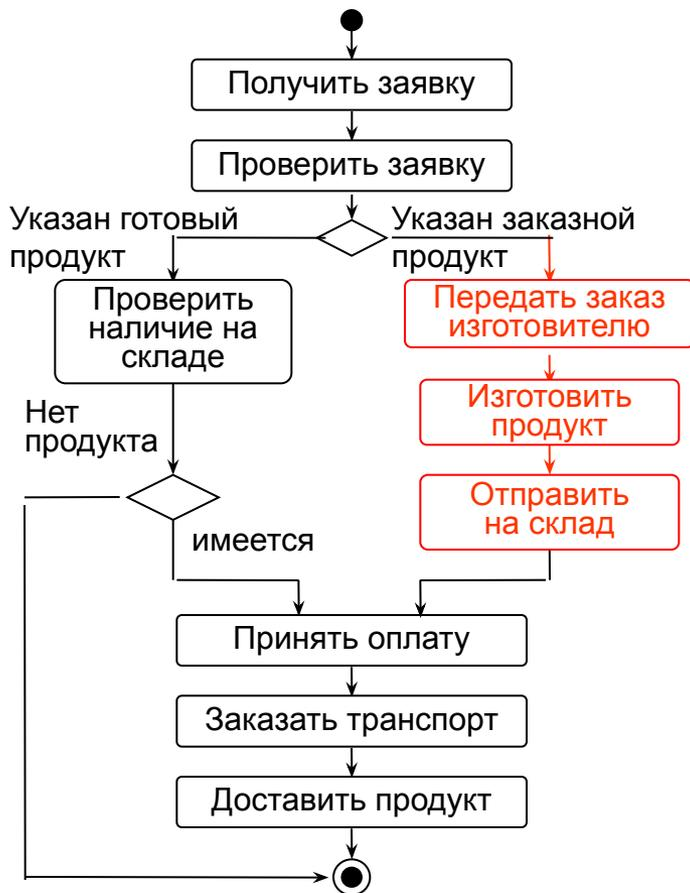 Получить заявку
Проверить заявку
Указан готовый
продукт
Указан заказной
продукт
Проверить
наличие на
складе
Передать заказ
изготовителю
Изготовить
продукт
Нет
продукта
Отправить
на склад
имеется
Принять оплату
Заказать транспорт
Доставить продукт